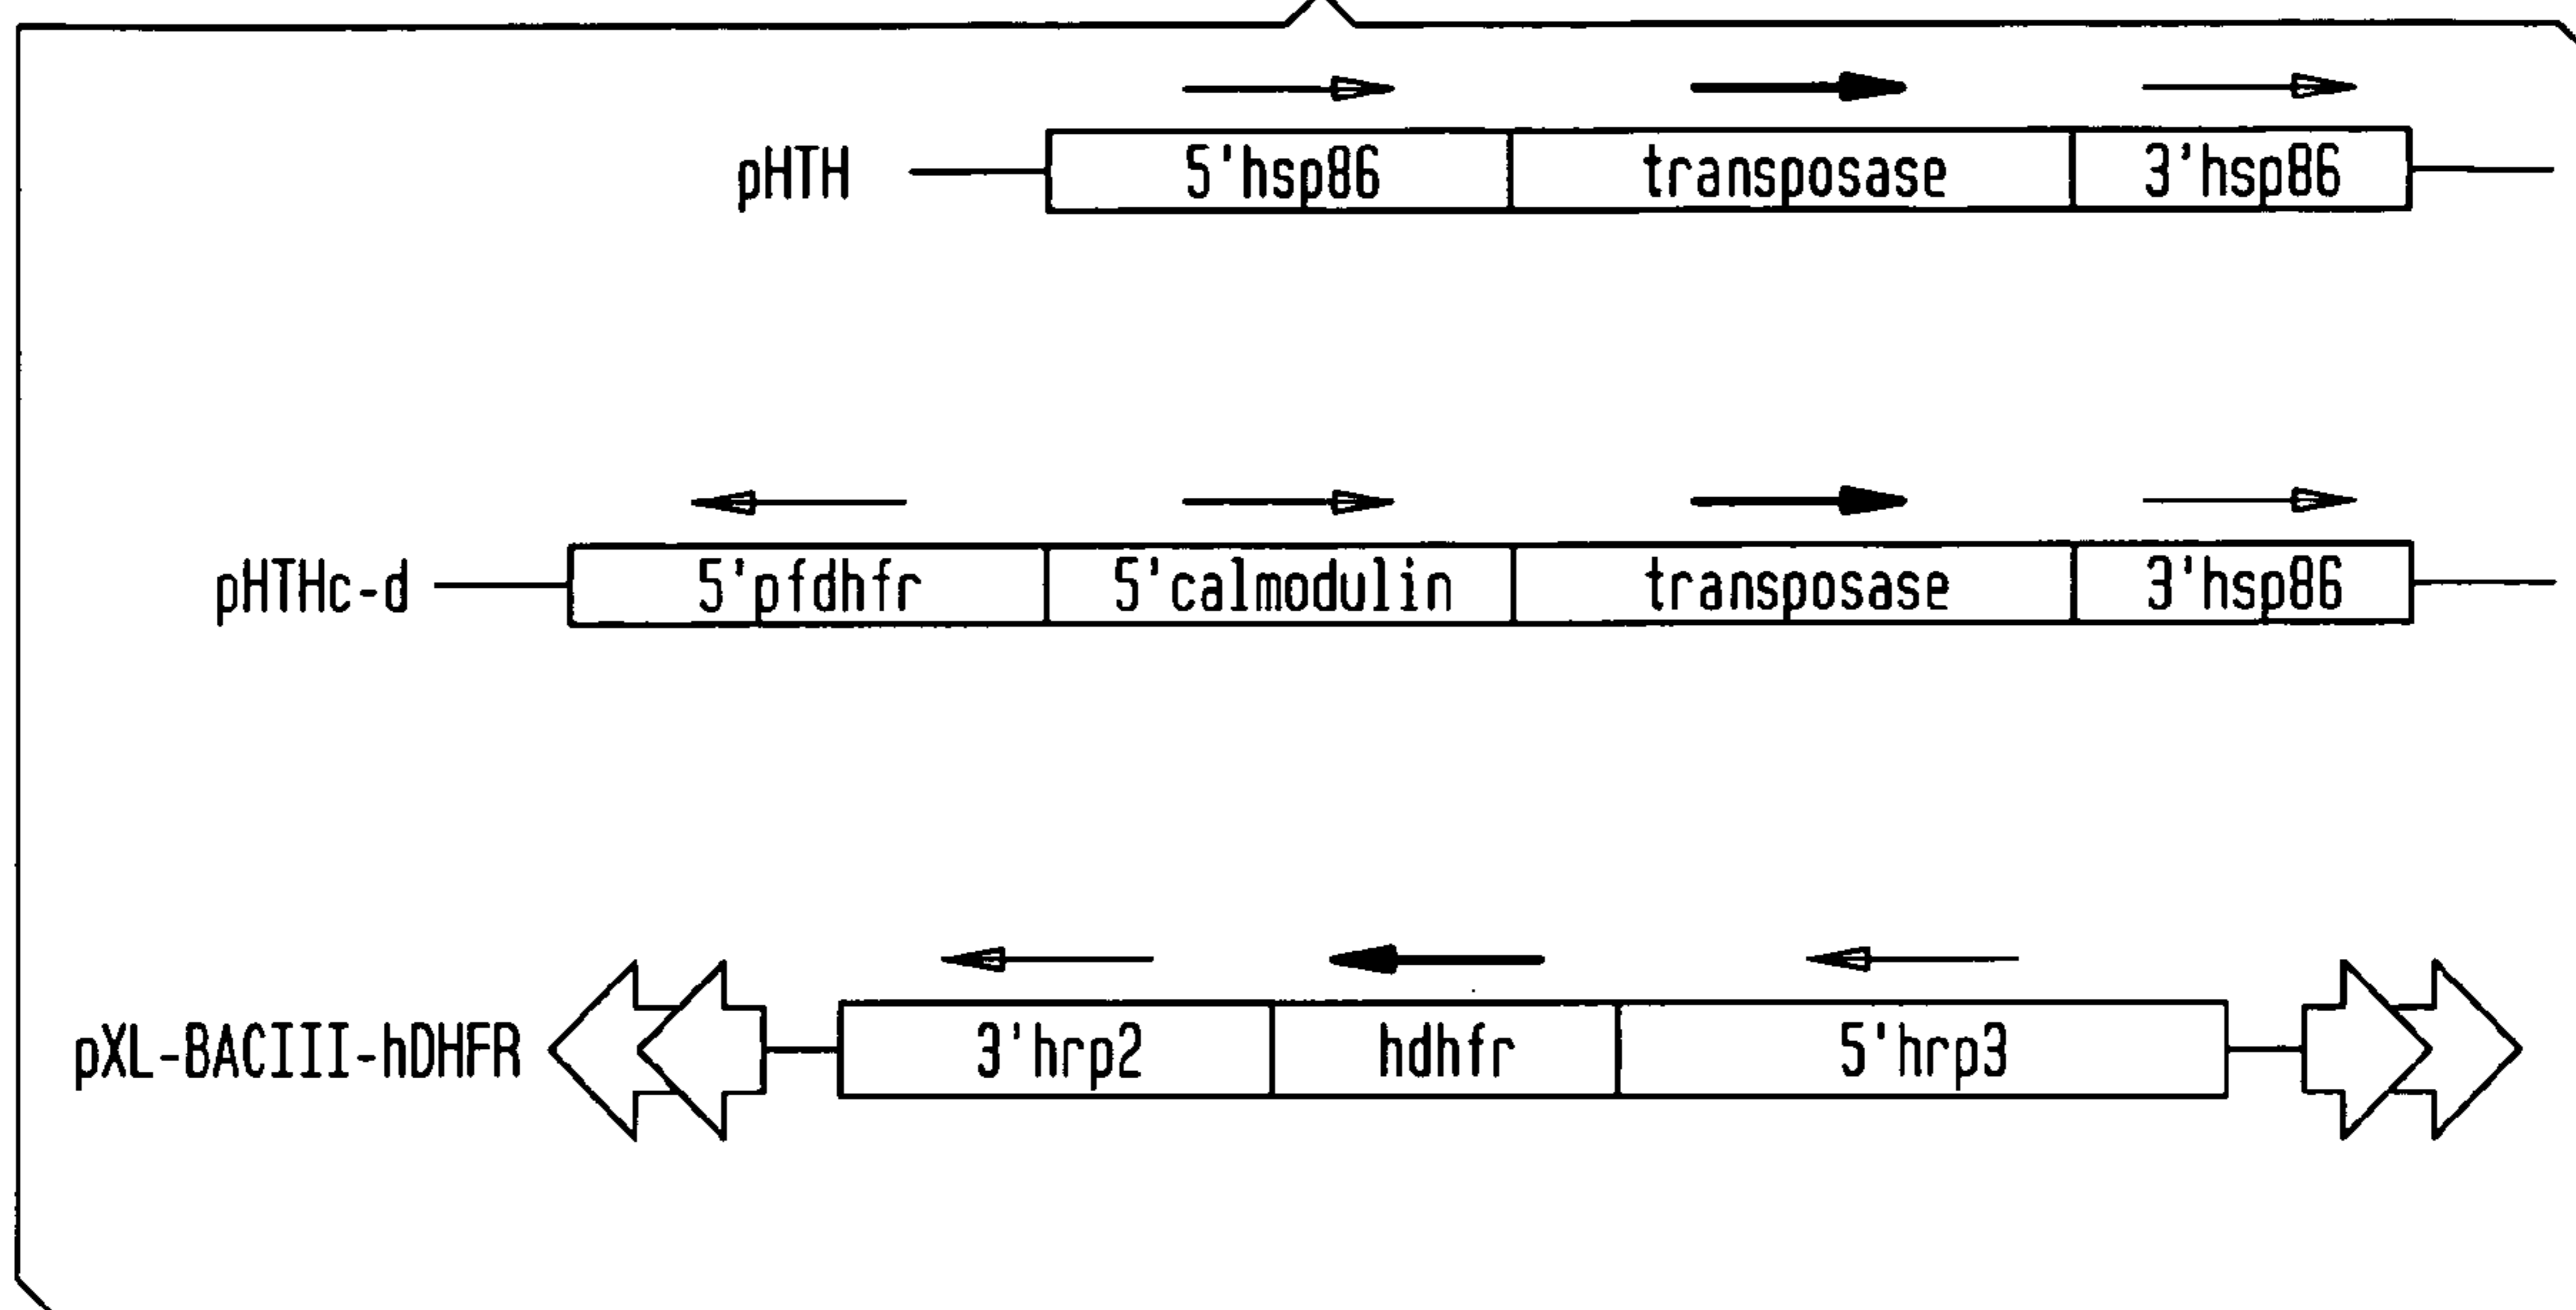 pHTH 5'hsp86 transposase 3'hsp86
pHTHc-d 5'pfdhfr 5'calmodulin transposase 3'hsp86
pXL-BACIII-hDHFR 3'hrp2 hdhfr 5'hrp3